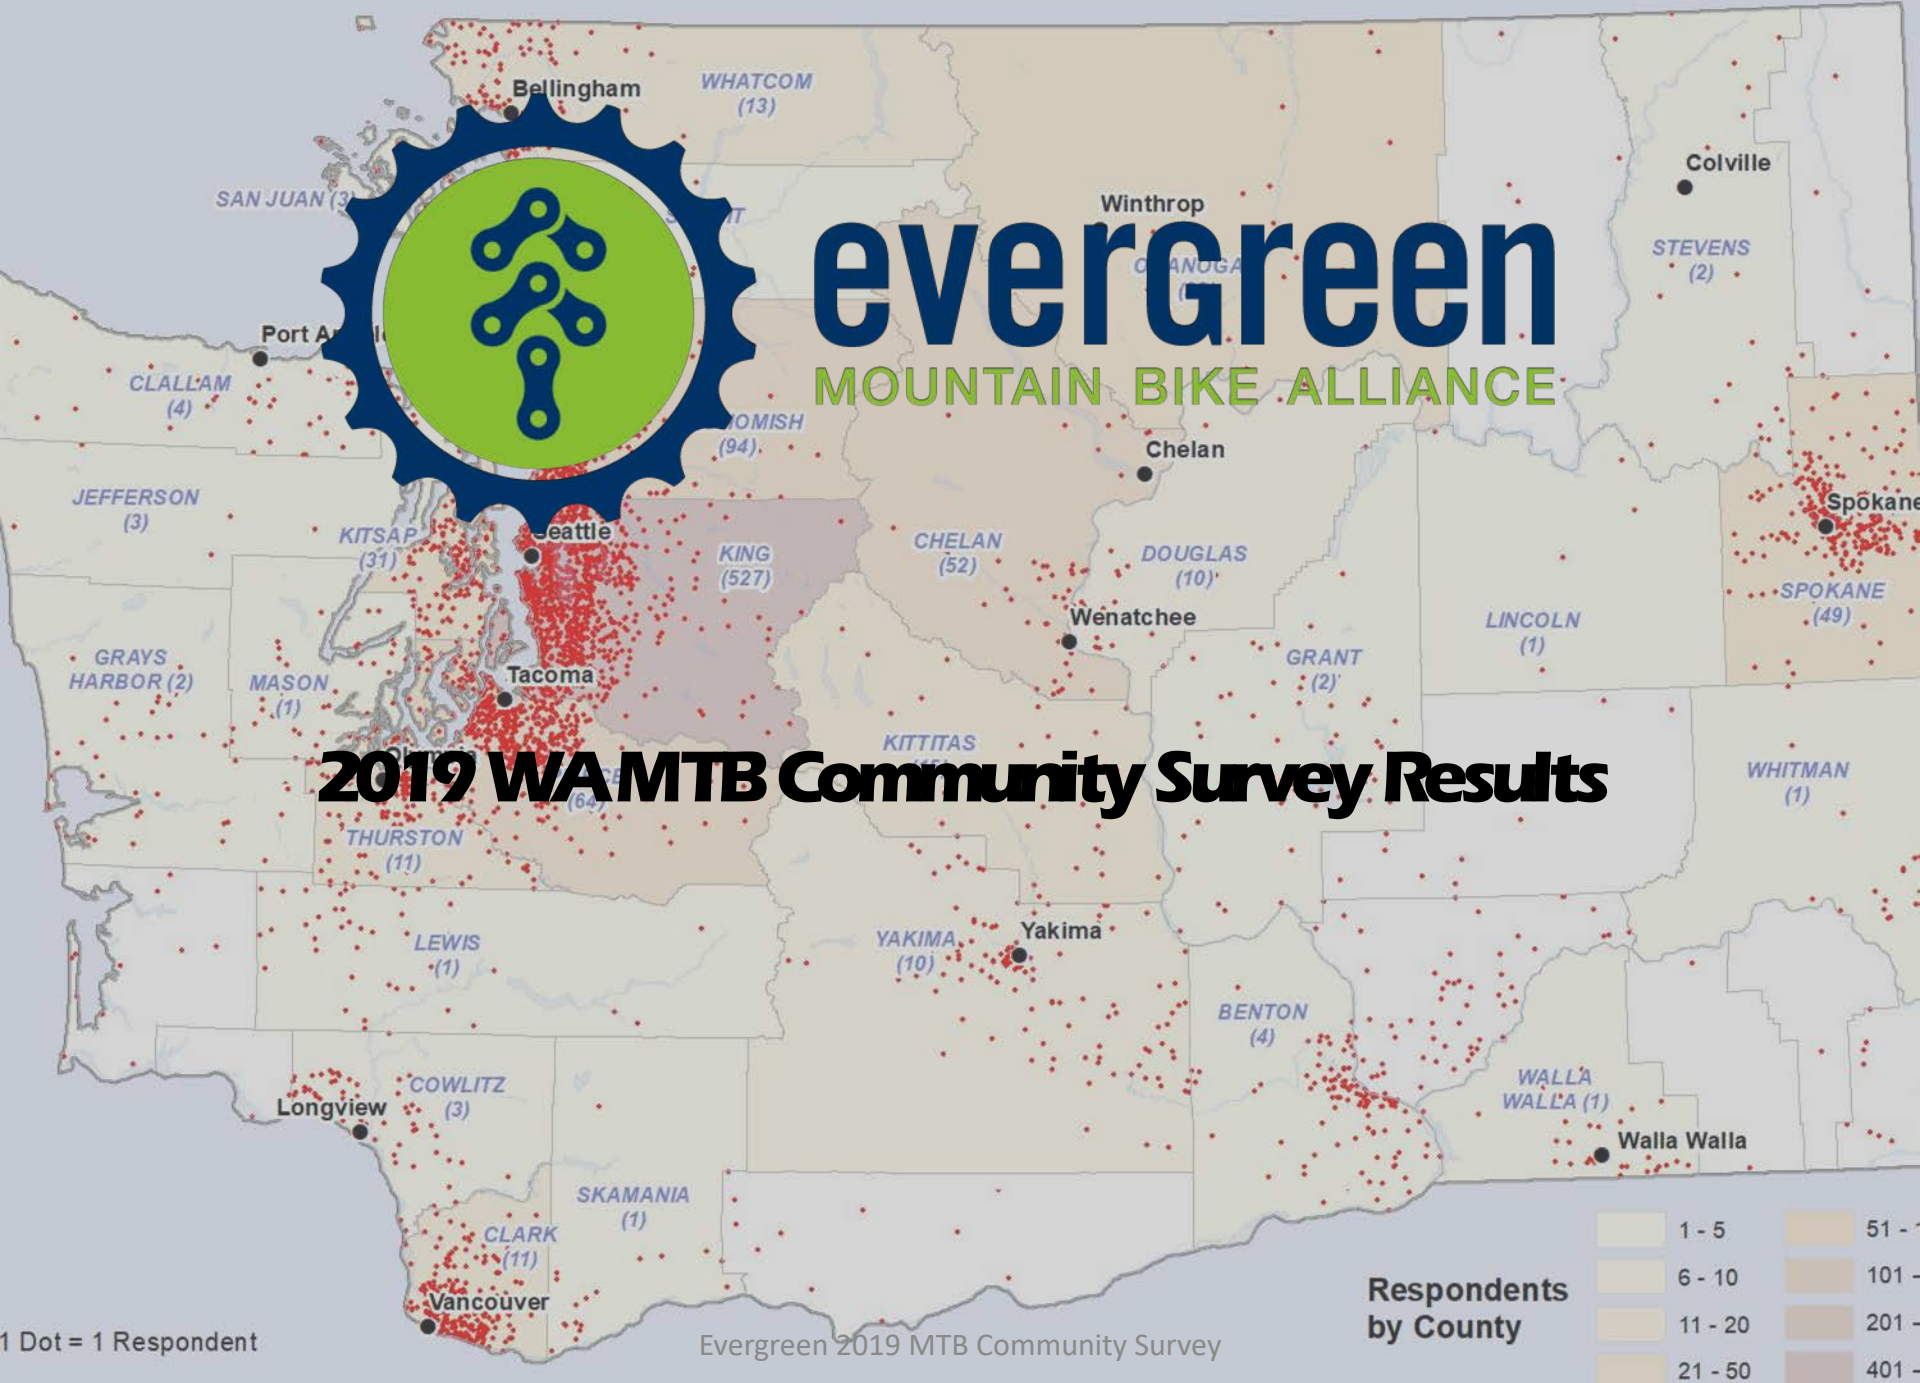 Bellingham
WHATCOM
(13)
Colville
SAN JUAN (3)
Winthrop
STEVENS
(2)
evergreen
MOUNTAIN BIKE ALLIANCE
Port
CLALLAM
(4)
(94)
Chelan
JEFFERSON
(3)
Spokane
KITSAP
(31)
Seattle
KING
(527)
CHELAN
(52)
DOUGLAS
(10)
SPOKANE
(49)
Wenatchee
LINCOLN
(1)
GRAYS
HARBOR (2)
MASON
(1)
Tacoma
GRANT
(2)
KITTITAS
2019 WA MTB Community Survey Results
WHITMAN
(1)
(64)
THURSTON
(11)
LEWIS
(1)
YAKIMA
(10)
Yakima
BENTON
(4)
COWLITZ
(3)
Longview
WALLA
WALLA (1)
Walla Walla
SKAMANIA
(1)
CLARK
(11)
Vancouver
1 Dot = 1 Respondent
Evergreen 2019 MTB Community Survey
Respondents
by County
1 - 5
6 - 10
11 - 20
21 - 50
51 -
101 -
201 -
401 -